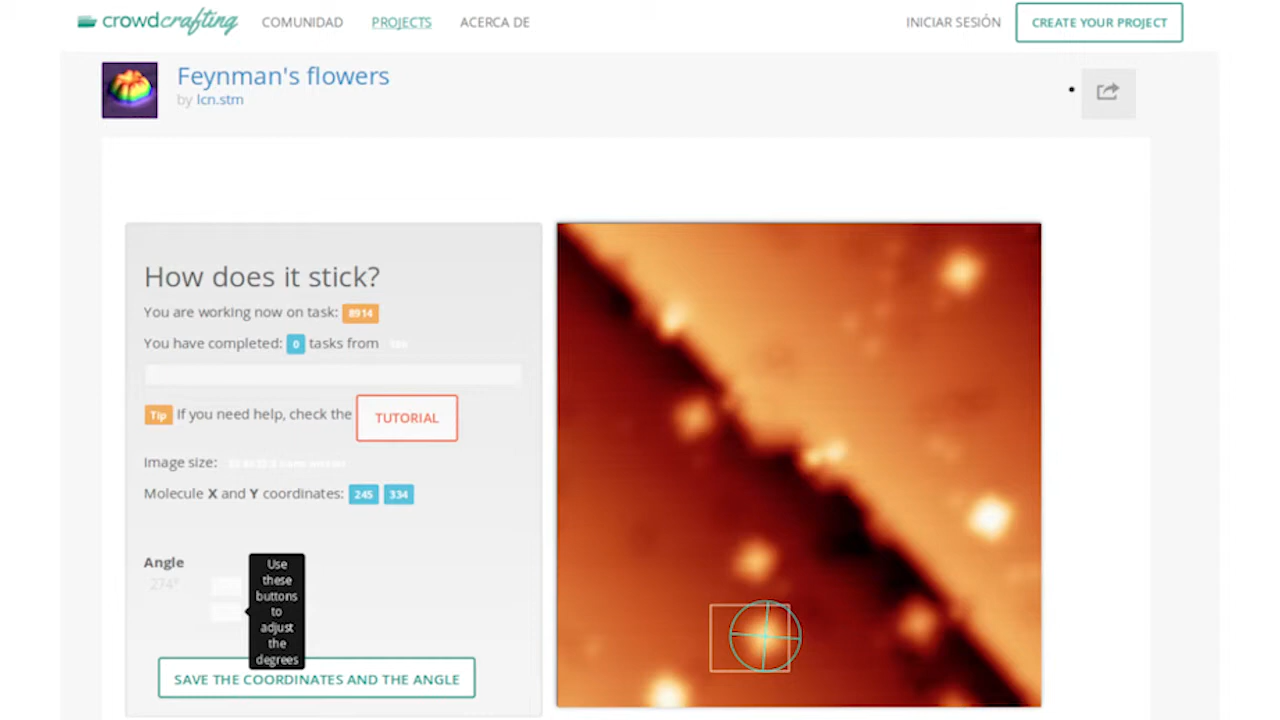 crowdcrafting COMUNIDAD PROJECTS ACERCA DE INICIAR SESIÓN CREATE YOUR PROJECT
Feynman's flowers
by lcn.stm
How does it stick?
You are working now on task: 8914
You have completed: 0 tasks from
Tip If you need help, check the TUTORIAL
Image size:
Molecule X and Y coordinates: 245 334
Angle
274°
Use
these
buttons
to
adjust
the
degrees
SAVE THE COORDINATES AND THE ANGLE